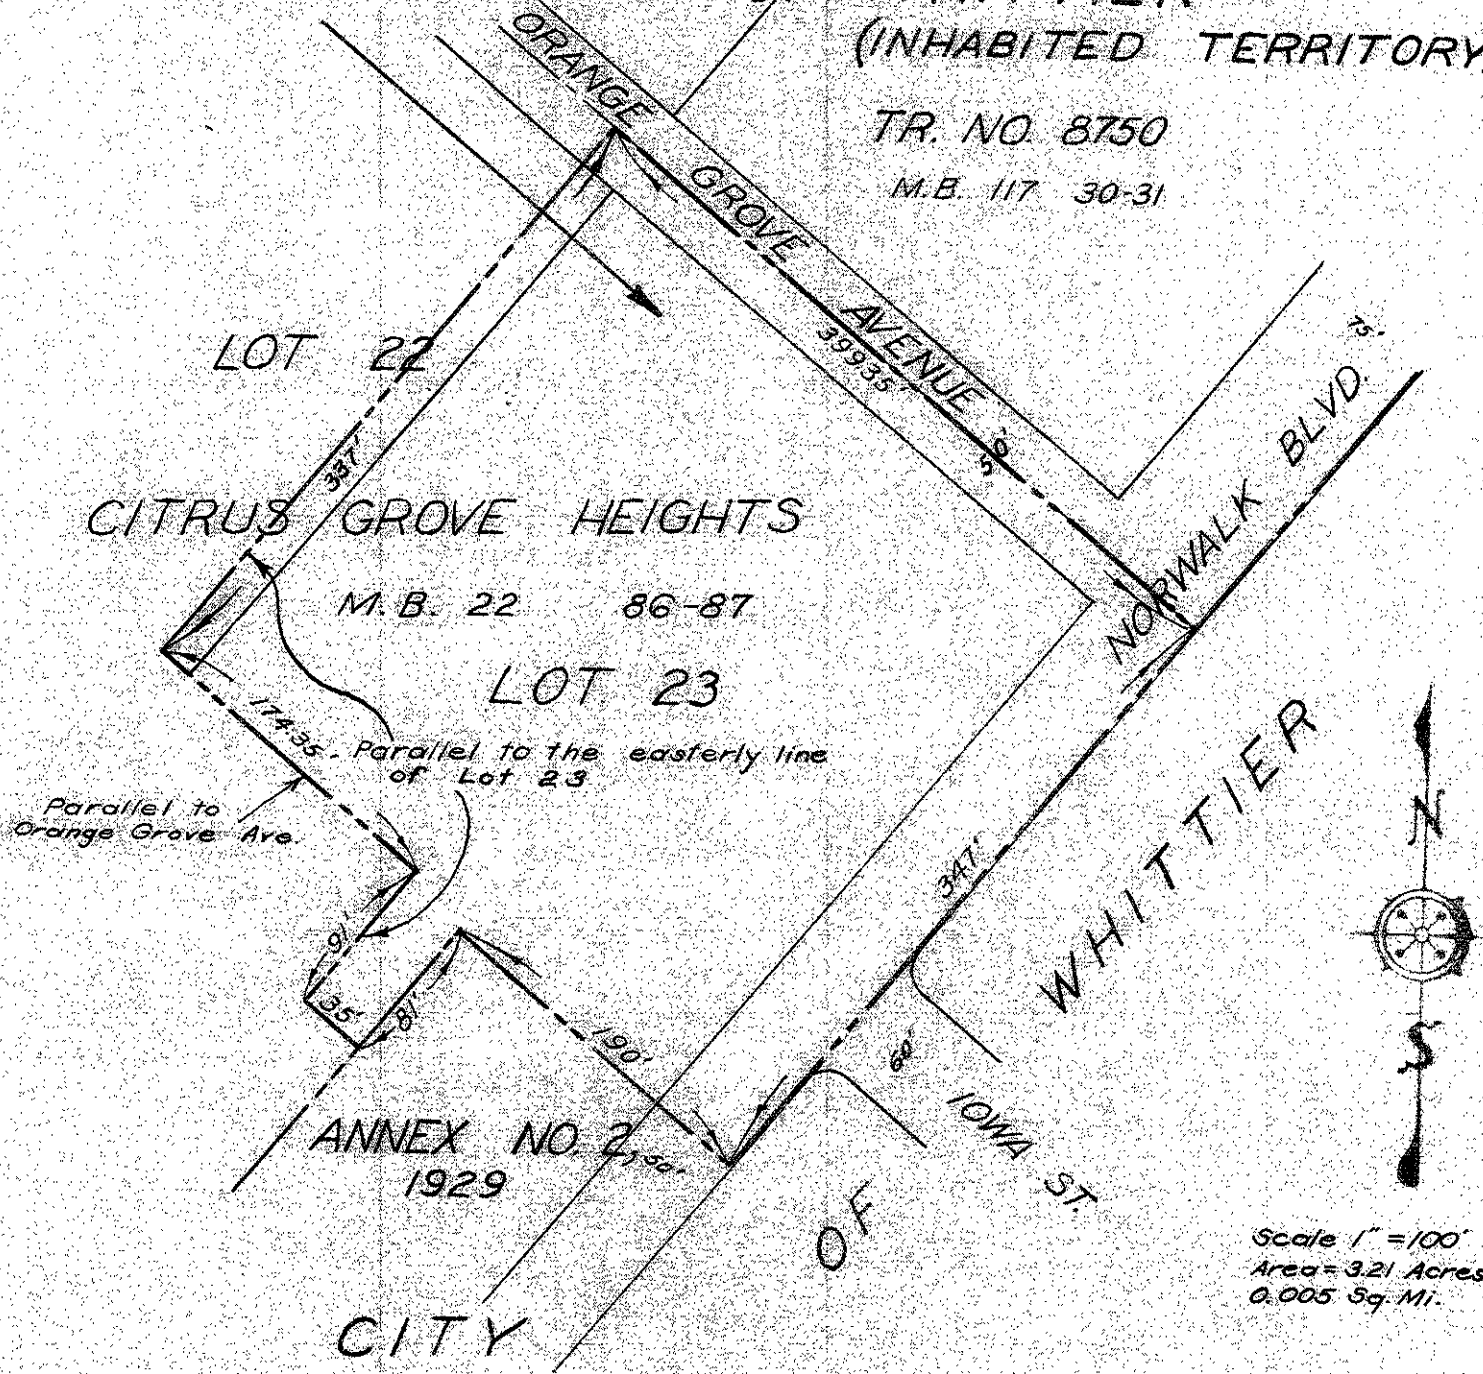 (INHABITED TERRITORY
TR. NO. 8750
M.B. 117 30-31
ORANGE GROVE AVENUE
399.35
50'
75'
NORWALK BLVD.
LOT 22
337'
CITRUS GROVE HEIGHTS
M.B. 22 86-87
LOT 23
174.35
Parallel to the easterly line
of Lot 23
Parallel to
Orange Grove Ave.
91'
35'
81'
190'
347'
60'
IOWA ST.
ANNEX NO. 2,
1929
50'
CITY OF WHITTIER
N
S
Scale 1" = 100'
Area = 3.21 Acres
0.005 Sq. Mi.